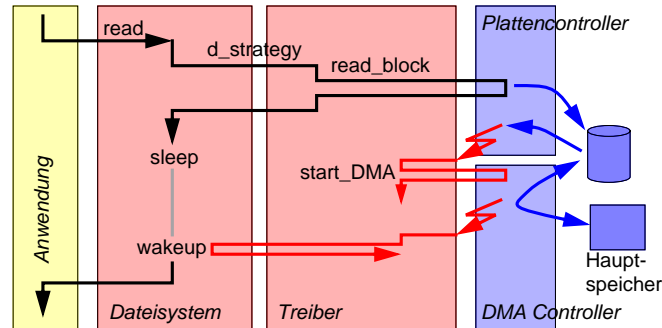 Plattencontroller
read
d_strategy
read_block
sleep
start_DMA
Anwendung
wakeup
Haupt-
speicher
Dateisystem
Treiber
DMA Controller